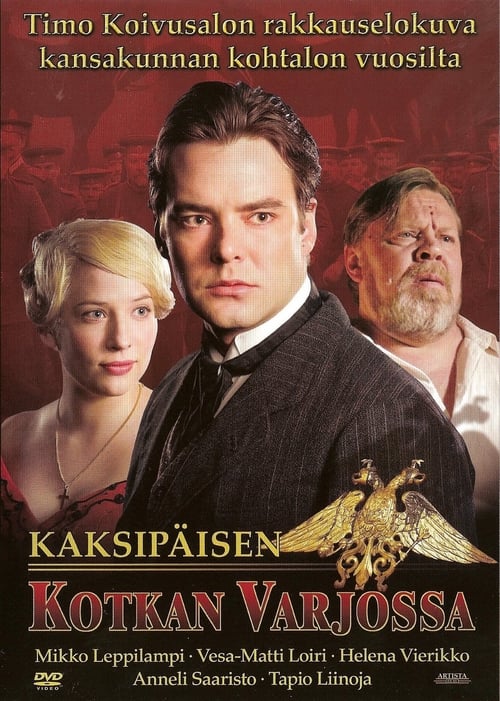 Timo Koivusalon rakkauselokuva
kansakunnan kohtalon vuosilta
KAKSIPÄISEN
KOTKAN VARJOSSA
Mikko Leppilampi · Vesa-Matti Loiri · Helena Vierikko
Anneli Saaristo · Tapio Liinoja
DVD
VIDEO
ARTISTA